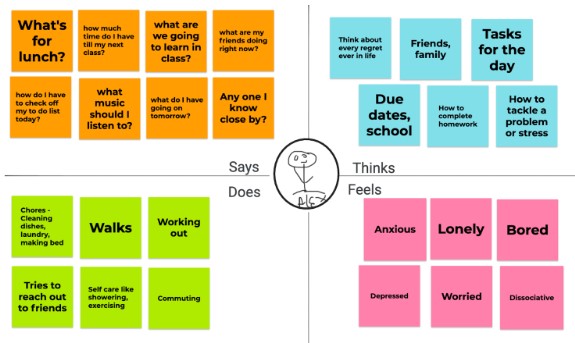 What's
for
lunch?
how much
time do I have
till my next
class?
what are
we going
to learn in
class?
what are my
friends doing
right now?
how do I have
to check off
my to do list
today?
what
music
should I
listen to?
what do I have
going on
tomorrow?
Any one I
know
close by?
Think about
every regret
ever in life
Friends,
family
Tasks
for the
day
Due
dates,
school
How to
complete
homework
How to
tackle a
problem
or stress
Says
Thinks
Does
Feels
Chores -
Cleaning
dishes,
laundry,
making bed
Walks
Working
out
Tries to
reach out
to friends
Self care like
showering,
exercising
Commuting
Anxious
Lonely
Bored
Depressed
Worried
Dissociative